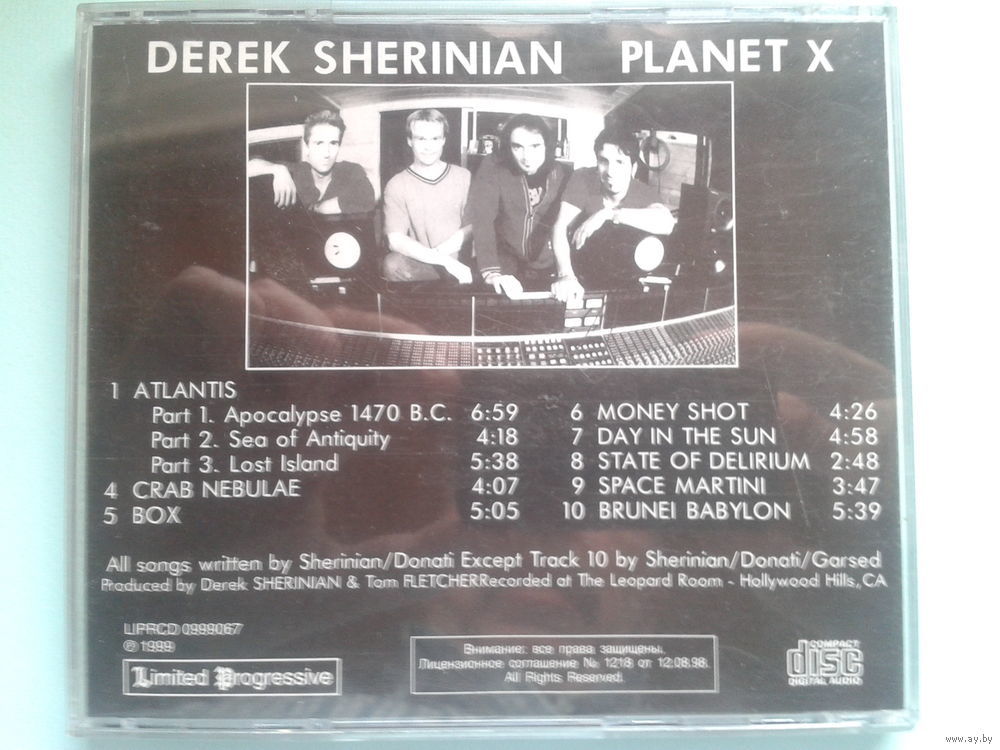 DEREK SHERINIAN PLANET X
1 ATLANTIS
Part 1. Apocalypse 1470 B.C. 6:59
Part 2. Sea of Antiquity 4:18
Part 3. Lost Island 5:38
4 CRAB NEBULAE 4:07
5 BOX 5:05
6 MONEY SHOT 4:26
7 DAY IN THE SUN 4:58
8 STATE OF DELIRIUM 2:48
9 SPACE MARTINI 3:47
10 BRUNEI BABYLON 5:39
All songs written by Sherinian/Donati Except Track 10 by Sherinian/Donati/Garsed
Produced by Derek SHERINIAN & Tom FLETCHERRecorded at The Leopard Room - Hollywood Hills,CA
LIPRCD 0999067
℗ 1999
Limited Progressive
Внимание: все права защищены.
Лицензионное соглашение № 1218 от 12.08.98.
All Rights Reserved.
COMPACT
disc
DIGITAL AUDIO
www.ay.by